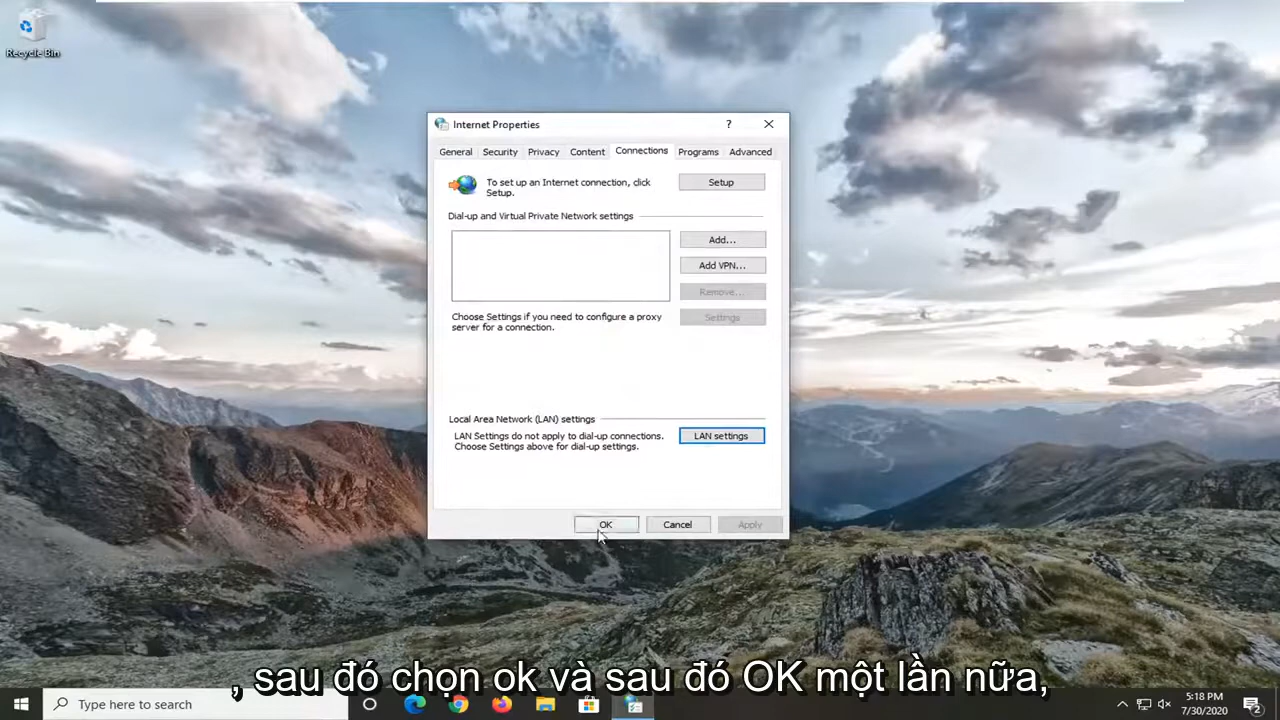 Recycle Bin
Internet Properties
?
General Security Privacy Content Connections Programs Advanced
To set up an Internet connection, click
Setup.
Setup
Dial-up and Virtual Private Network settings
Add...
Add VPN...
Remove...
Choose Settings if you need to configure a proxy
server for a connection.
Settings
Local Area Network (LAN) settings
LAN Settings do not apply to dial-up connections.
Choose Settings above for dial-up settings.
LAN settings
OK Cancel Apply
, sau đó chọn ok và sau đó OK một lần nữa,
Type here to search
5:18 PM
7/30/2020
2